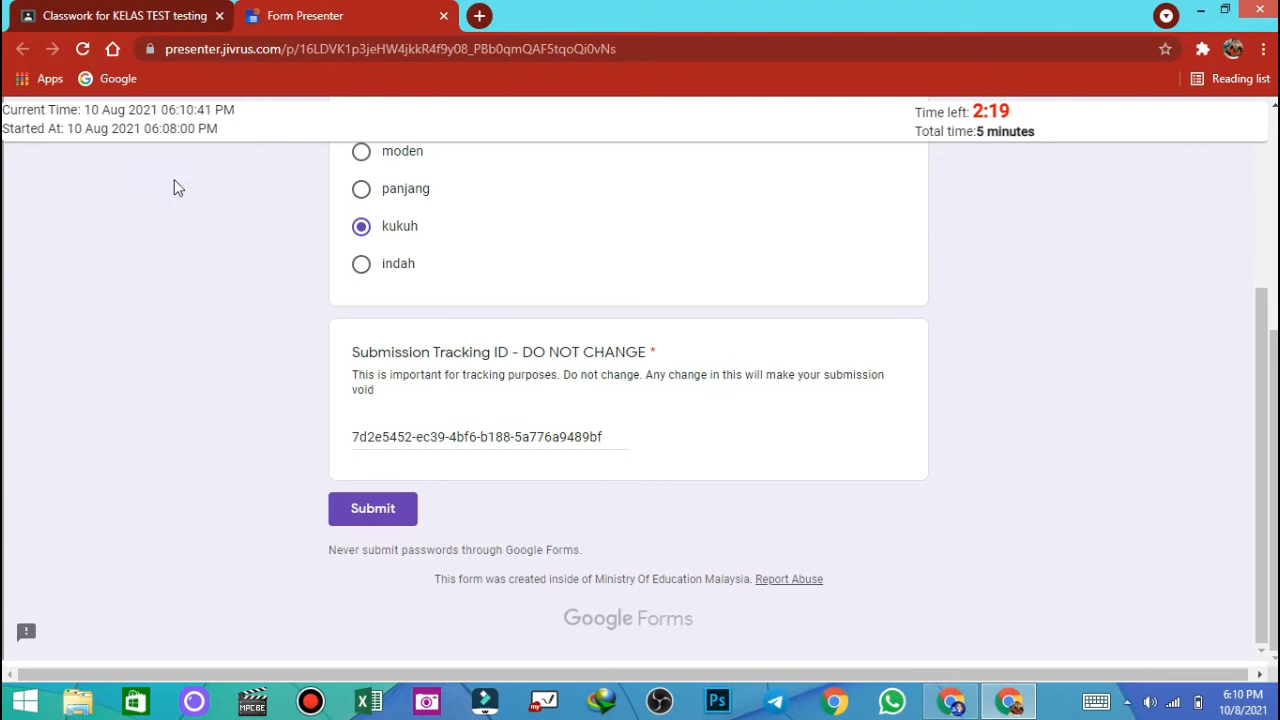 Classwork for KELAS TEST testing
Form Presenter
presenter.jivrus.com/p/16LDVK1p3jeHW4jkkR4f9y08_PBb0qmQAF5tqoQi0vNs
Apps
Google
Reading list
Current Time: 10 Aug 2021 06:10:41 PM
Started At: 10 Aug 2021 06:08:00 PM
Time left: 2:19
Total time:5 minutes
moden
panjang
kukuh
indah
Submission Tracking ID - DO NOT CHANGE *
This is important for tracking purposes. Do not change. Any change in this will make your submission
void
7d2e5452-ec39-4bf6-b188-5a776a9489bf
Submit
Never submit passwords through Google Forms.
This form was created inside of Ministry Of Education Malaysia. Report Abuse
Google Forms
MPC BE
Ps
6:10 PM
10/8/2021